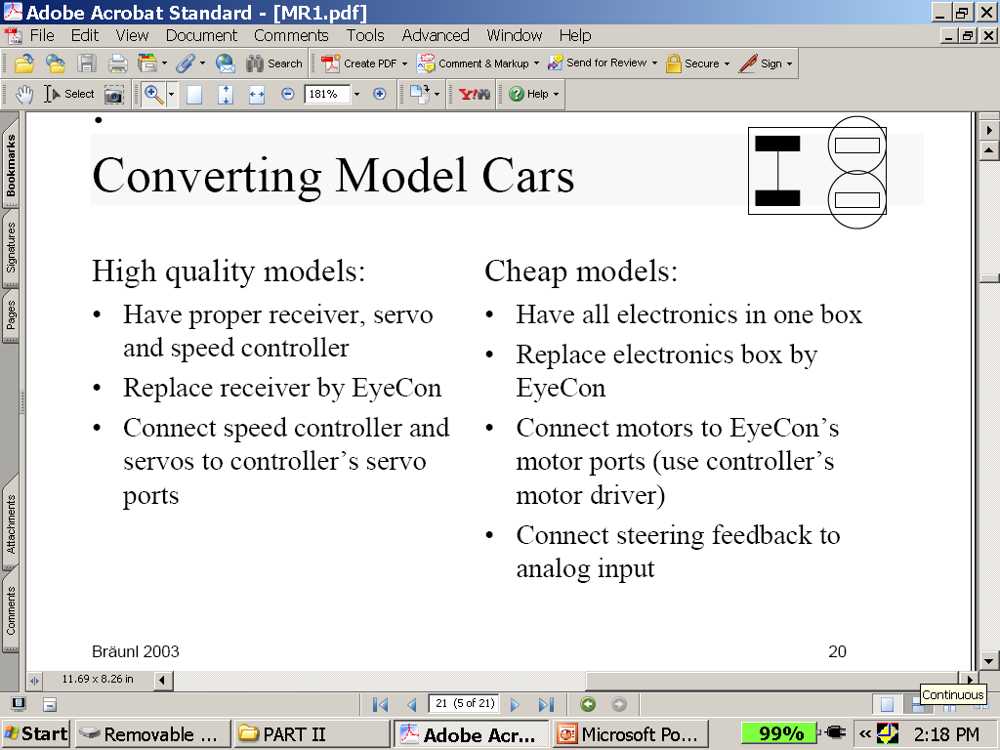 Adobe Acrobat Standard - [MR1.pdf]
File Edit View Document Comments Tools Advanced Window Help
Search Create PDF Comment & Markup Send for Review Secure Sign
Select 181% Y! Help
Bookmarks
Signatures
Pages
Attachments
Comments
•
Converting Model Cars
High quality models:
• Have proper receiver, servo
and speed controller
• Replace receiver by EyeCon
• Connect speed controller and
servos to controller’s servo
ports
Cheap models:
• Have all electronics in one box
• Replace electronics box by
EyeCon
• Connect motors to EyeCon’s
motor ports (use controller’s
motor driver)
• Connect steering feedback to
analog input
Bräunl 2003 20
11.69 x 8.26 in
Continuous
21 (5 of 21)
Start Removable ... PART II Adobe Acr... Microsoft Po... 99% « 2:18 PM